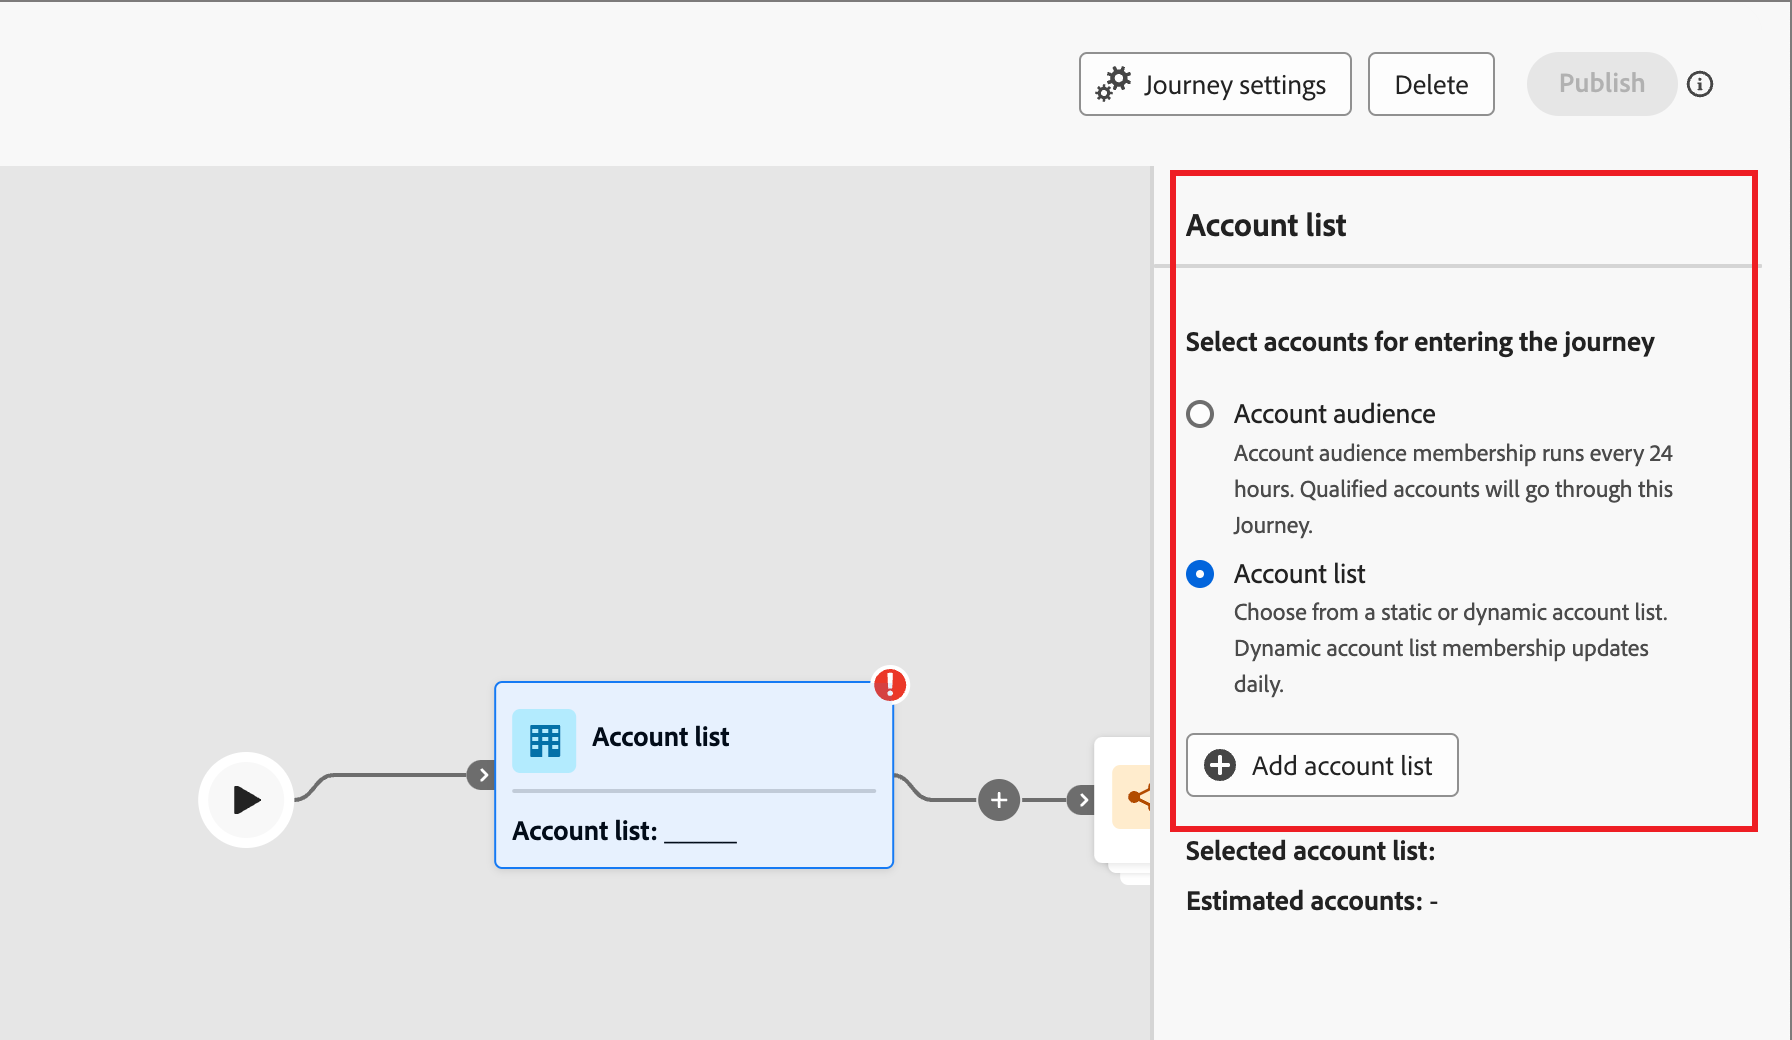 Journey settings
Delete
Publish
Account list
Select accounts for entering the journey
Account audience
Account audience membership runs every 24
hours. Qualified accounts will go through this
Journey.
Account list
Choose from a static or dynamic account list.
Dynamic account list membership updates
daily.
Add account list
Selected account list:
Estimated accounts: -
Account list
Account list: ______